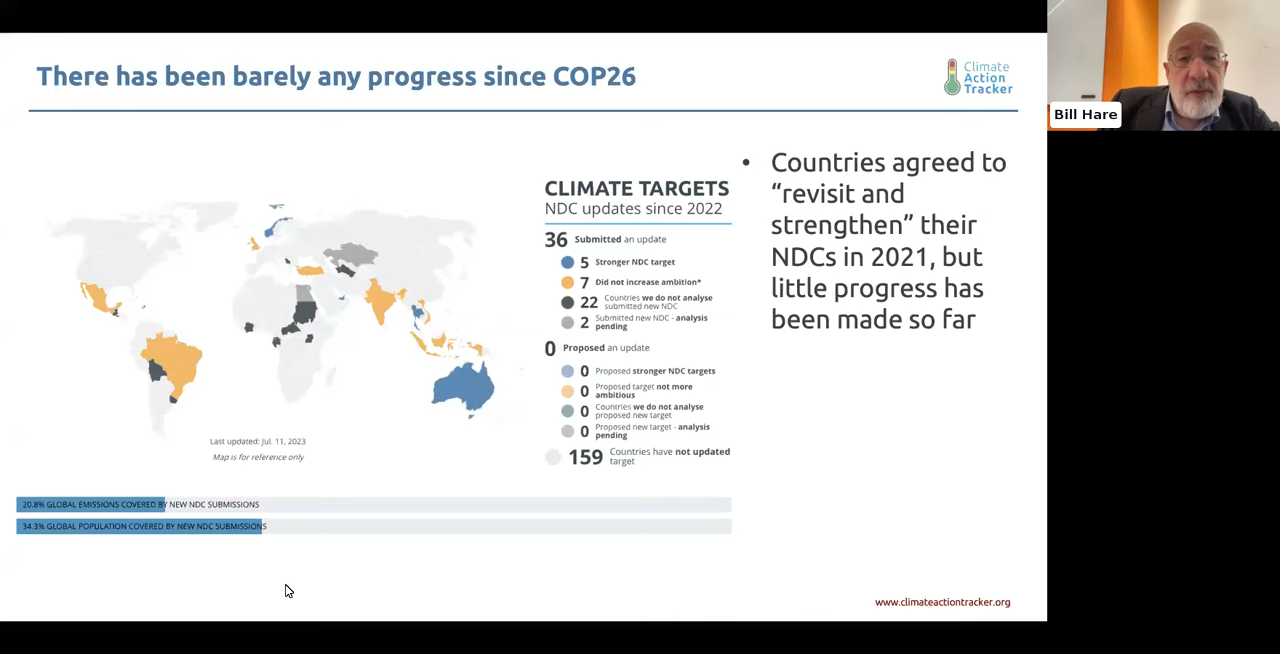 There has been barely any progress since COP26
Climate
Action
Tracker
Bill Hare
CLIMATE TARGETS
NDC updates since 2022
36 Submitted an update
5 Stronger NDC target
7 Did not increase ambition*
22 Countries we do not analyse
submitted new NDC
2 Submitted new NDC - analysis
pending
0 Proposed an update
0 Proposed stronger NDC targets
0 Proposed target not more
ambitious
0 Countries we do not analyse
proposed new target
0 Proposed new target - analysis
pending
159 Countries have not updated
target
Last updated: Jul. 11, 2023
Map is for reference only
20.8% GLOBAL EMISSIONS COVERED BY NEW NDC SUBMISSIONS
34.3% GLOBAL POPULATION COVERED BY NEW NDC SUBMISSIONS
• Countries agreed to
“revisit and
strengthen” their
NDCs in 2021, but
little progress has
been made so far
www.climateactiontracker.org